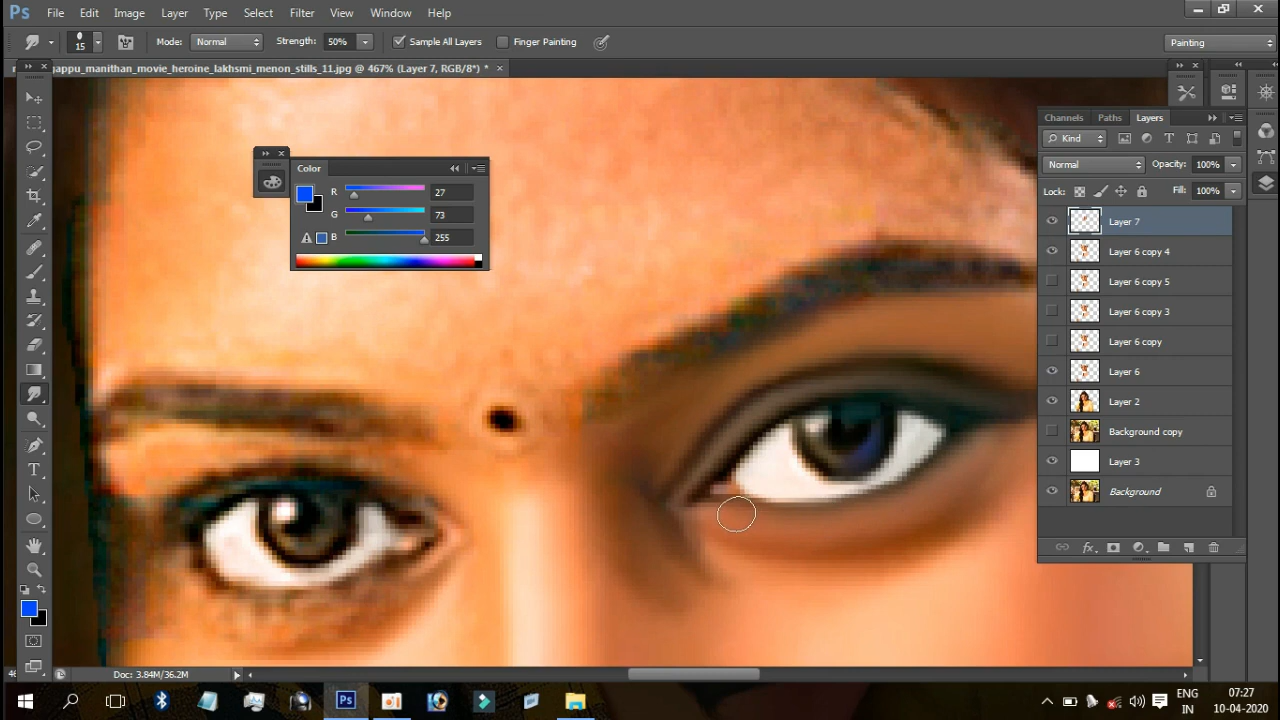 Ps File Edit Image Layer Type Select Filter View Window Help
15 Mode: Normal Strength: 50% Sample All Layers Finger Painting Painting
gappu_manithan_movie_heroine_lakhsmi_menon_stills_11.jpg @ 467% (Layer 7, RGB/8*) *
Color
R 27
G 73
B 255
Channels Paths Layers
Kind
Normal Opacity: 100%
Lock: Fill: 100%
Layer 7
Layer 6 copy 4
Layer 6 copy 5
Layer 6 copy 3
Layer 6 copy
Layer 6
Layer 2
Background copy
Layer 3
Background
fx
Doc: 3.84M/36.2M
Ps
ENG 07:27
IN 10-04-2020